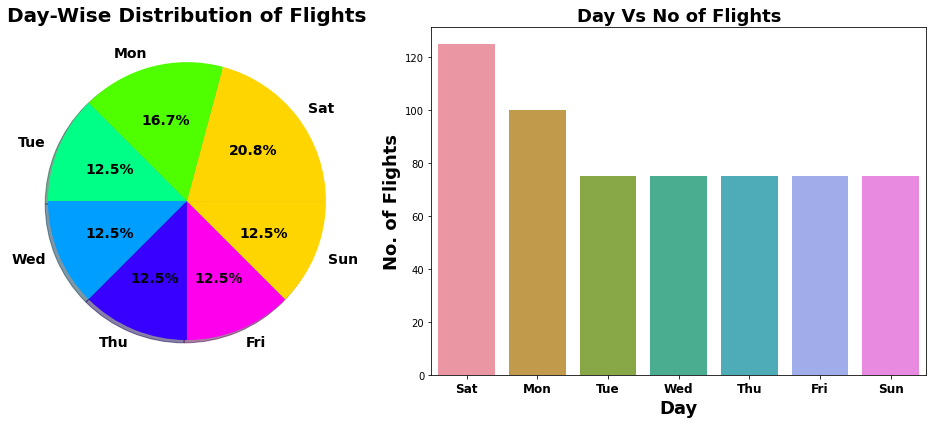 Day-Wise Distribution of Flights
Mon
Sat
Tue
Wed
Thu
Fri
Sun
16.7%
20.8%
12.5%
12.5%
12.5%
12.5%
12.5%
Day Vs No of Flights
No. of Flights
120
100
80
60
40
20
0
Sat Mon Tue Wed Thu Fri Sun
Day